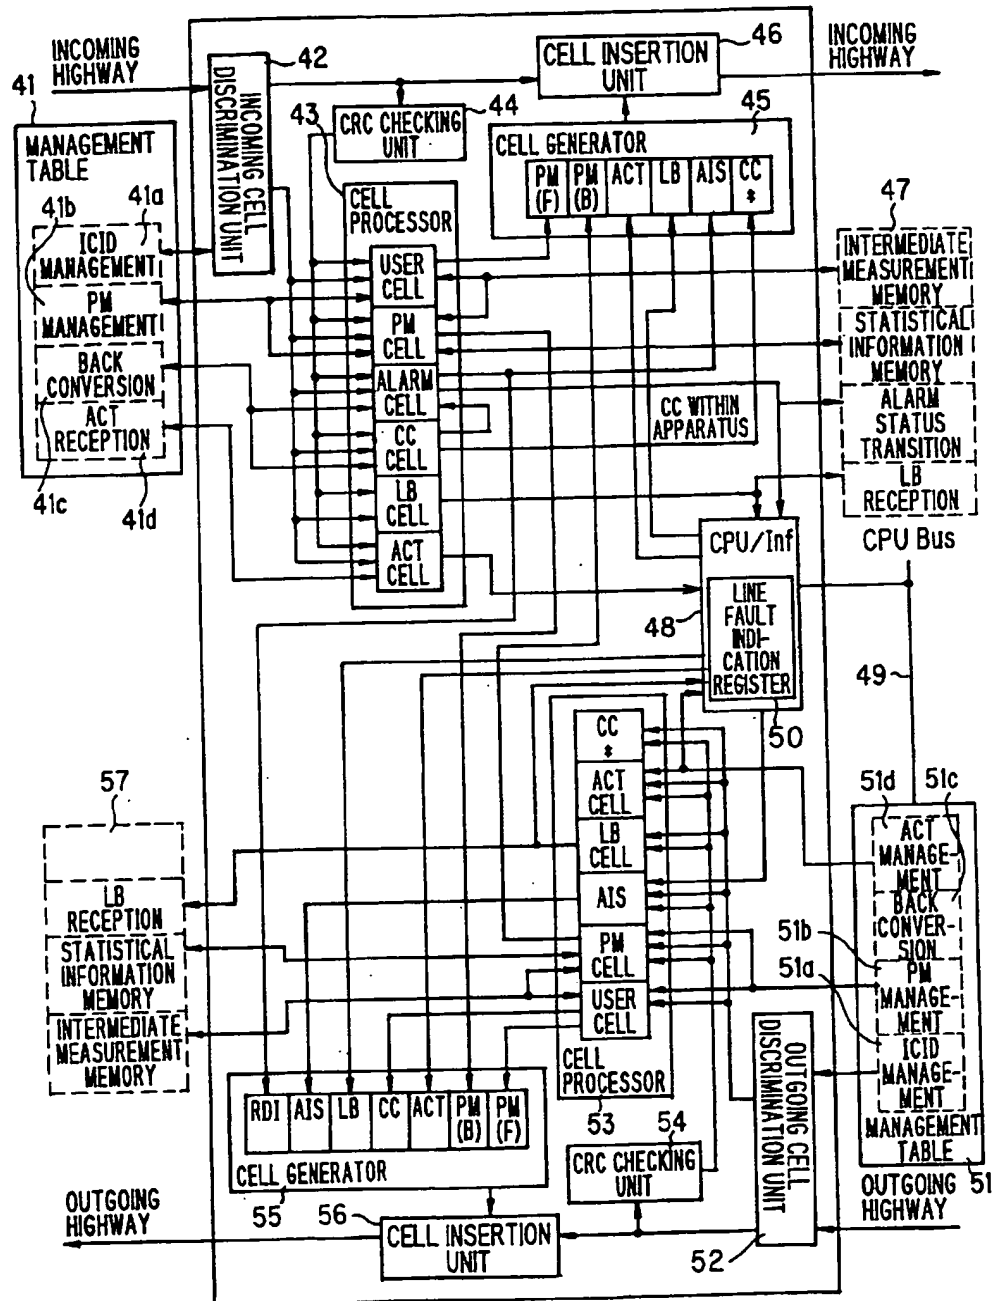 INCOMING
HIGHWAY
41
42
INCOMING CELL
DISCRIMINATION UNIT
CELL INSERTION
UNIT
46
INCOMING
HIGHWAY
MANAGEMENT
TABLE
41b
41a
ICID
MANAGEMENT
PM
MANAGEMENT
BACK
CONVERSION
ACT
RECEPTION
41c
41d
43
44
CRC CHECKING
UNIT
45
CELL GENERATOR
PM
(F)
PM
(B)
ACT
LB
AIS
CC
*
CELL
PROCESSOR
USER
CELL
PM
CELL
ALARM
CELL
CC
CELL
LB
CELL
ACT
CELL
47
INTERMEDIATE
MEASUREMENT
MEMORY
STATISTICAL
INFORMATION
MEMORY
ALARM
STATUS
TRANSITION
LB
RECEPTION
CC WITHIN
APPARATUS
CPU/Inf
CPU Bus
48
LINE
FAULT
INDI-
CATION
REGISTER
49
50
CC
*
ACT
CELL
LB
CELL
AIS
PM
CELL
USER
CELL
CELL
PROCESSOR
53
57
LB
RECEPTION
STATISTICAL
INFORMATION
MEMORY
INTERMEDIATE
MEASUREMENT
MEMORY
51d
51c
ACT
MANAGE-
MENT
BACK
CONVER-
SION
51b
PM
MANAGE-
MENT
51a
ICID
MANAGE-
MENT
MANAGEMENT
TABLE
51
OUTGOING CELL
DISCRIMINATION UNIT
52
RDI
AIS
LB
CC
ACT
PM
(B)
PM
(F)
CELL GENERATOR
55
54
CRC CHECKING
UNIT
OUTGOING
HIGHWAY
56
CELL INSERTION
UNIT
OUTGOING
HIGHWAY